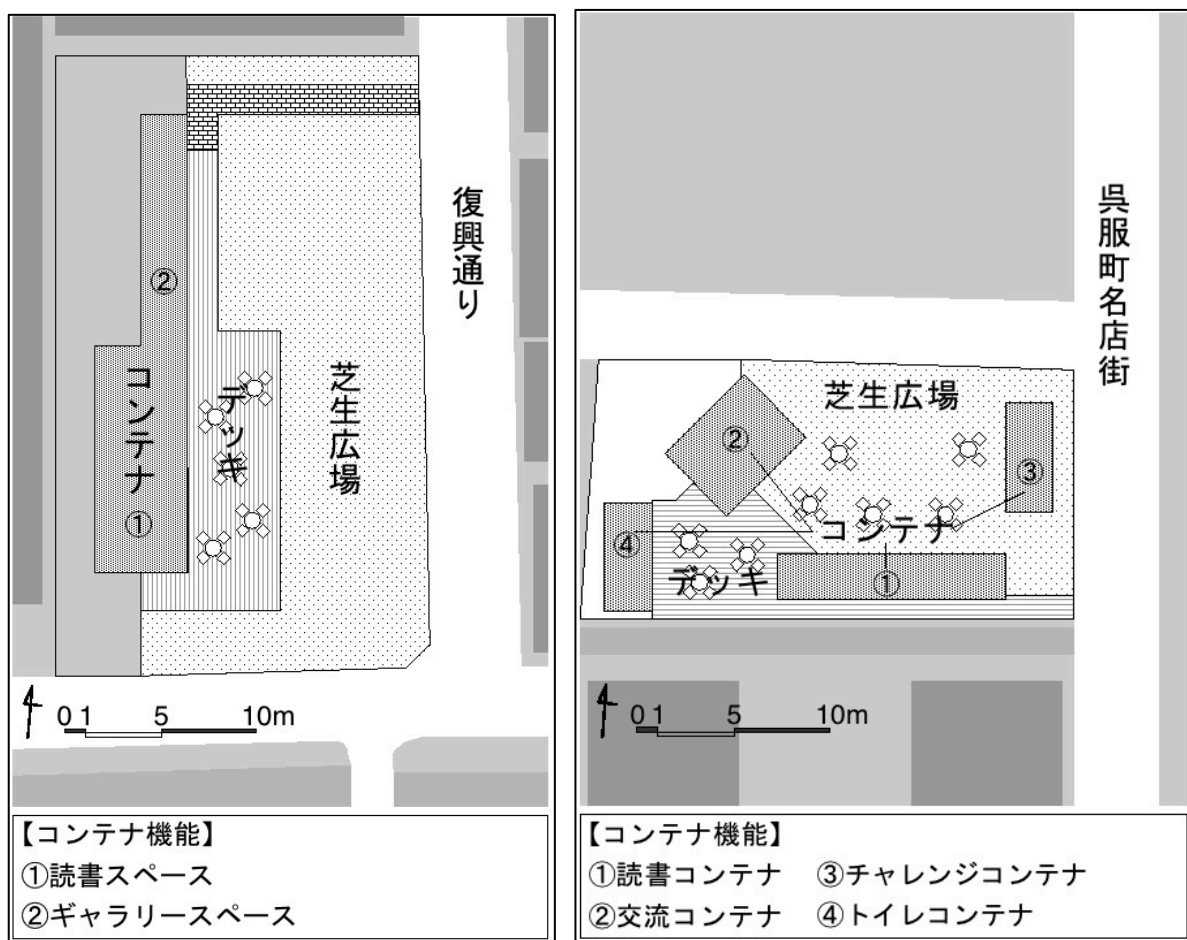 復興通り
②
コンテナ
デッキ
芝生広場
①
0 1 5 10m
【コンテナ機能】
①読書スペース
②ギャラリースペース
呉服町名店街
芝生広場
②
③
④
コンテナ
デッキ
①
0 1 5 10m
【コンテナ機能】
①読書コンテナ ③チャレンジコンテナ
②交流コンテナ ④トイレコンテナ